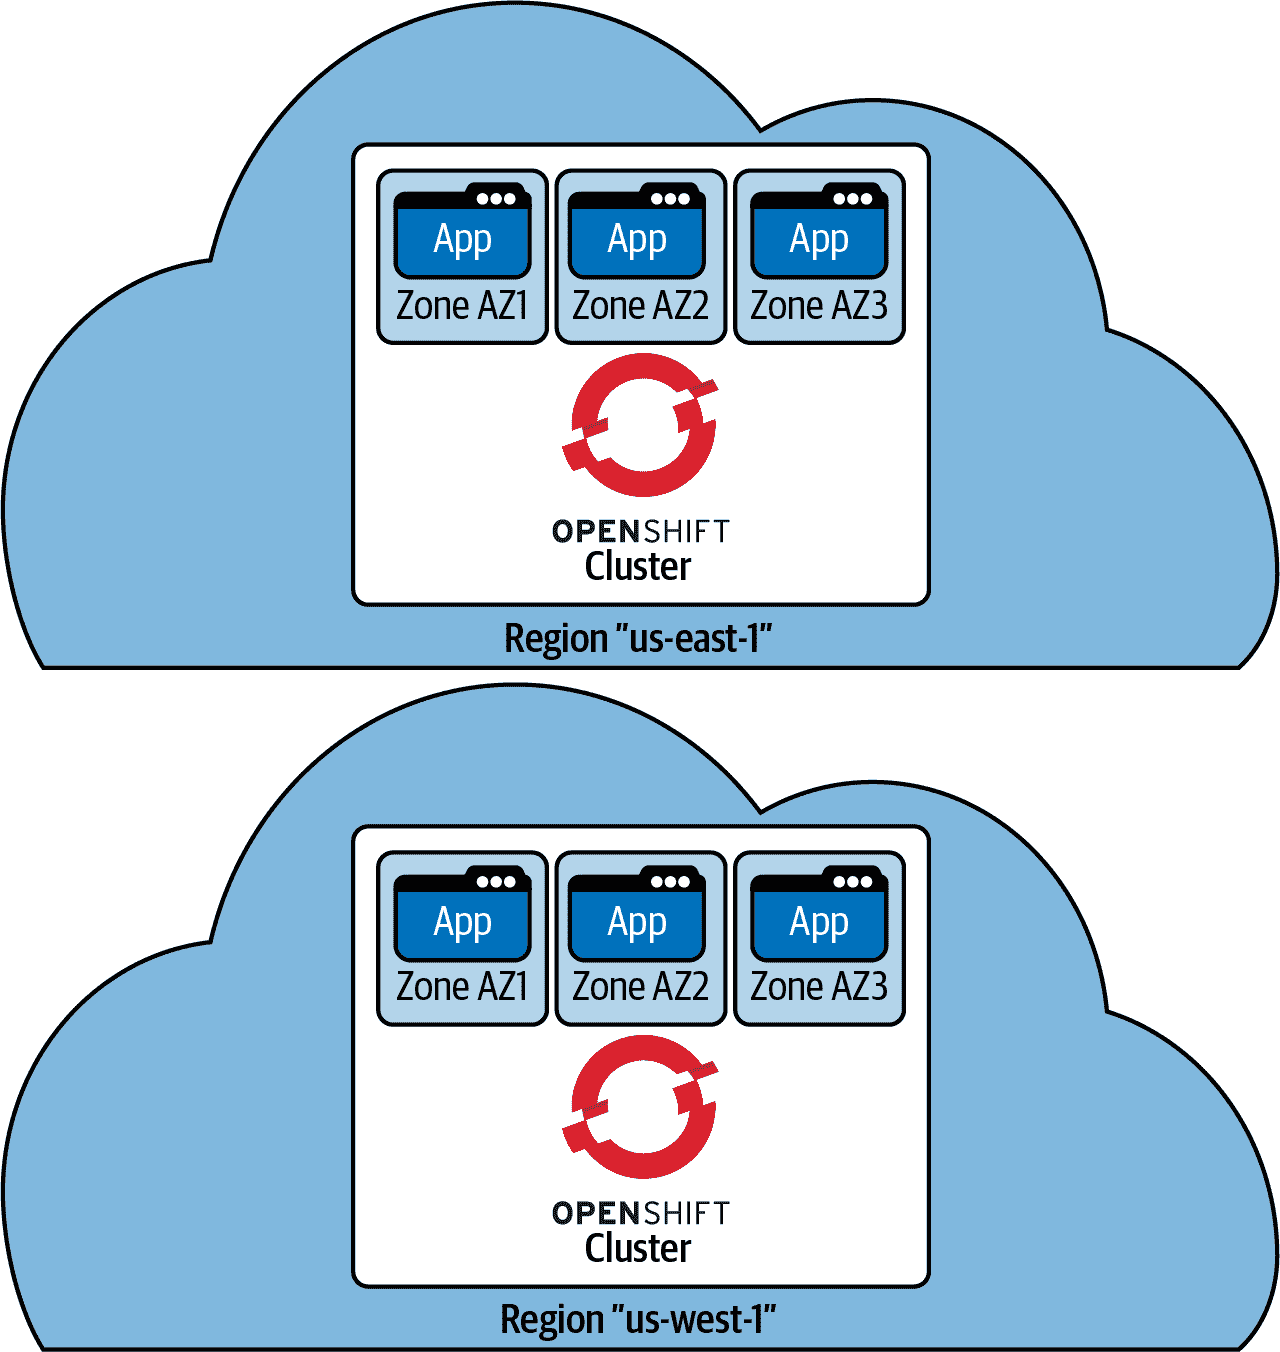 App App App
Zone AZ1 Zone AZ2 Zone AZ3
OPENSHIFT
Cluster
Region "us-east-1"
App App App
Zone AZ1 Zone AZ2 Zone AZ3
OPENSHIFT
Cluster
Region "us-west-1"